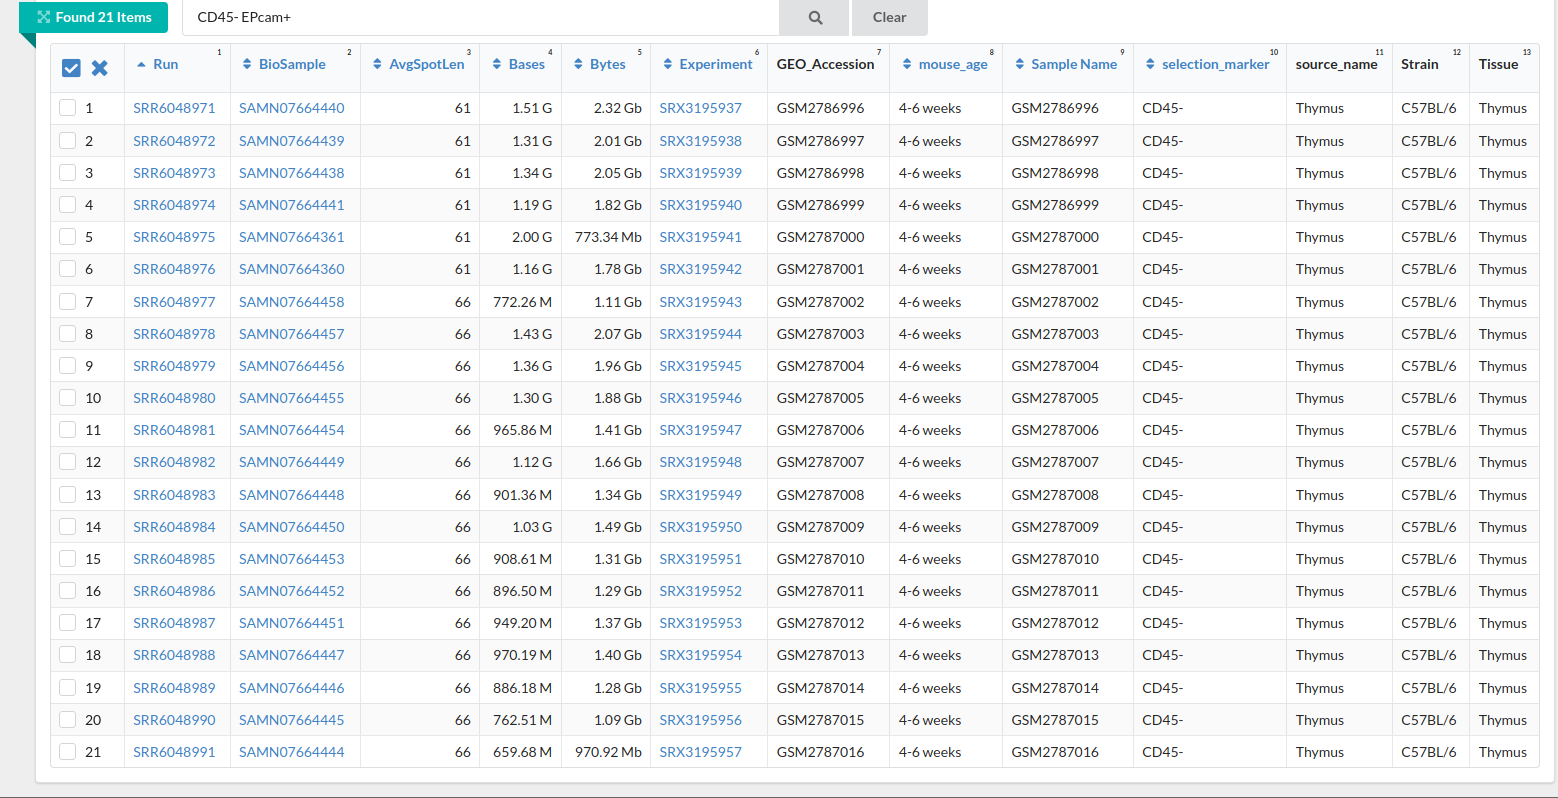 Found 21 Items CD45- EPcam+ Clear
1 2 3 4 5 6 7 8 9 10 11 12 13
Run BioSample AvgSpotLen Bases Bytes Experiment GEO_Accession mouse_age Sample Name selection_marker source_name Strain Tissue
1 SRR6048971 SAMN07664440 61 1.51 G 2.32 Gb SRX3195937 GSM2786996 4-6 weeks GSM2786996 CD45- Thymus C57BL/6 Thymus
2 SRR6048972 SAMN07664439 61 1.31 G 2.01 Gb SRX3195938 GSM2786997 4-6 weeks GSM2786997 CD45- Thymus C57BL/6 Thymus
3 SRR6048973 SAMN07664438 61 1.34 G 2.05 Gb SRX3195939 GSM2786998 4-6 weeks GSM2786998 CD45- Thymus C57BL/6 Thymus
4 SRR6048974 SAMN07664441 61 1.19 G 1.82 Gb SRX3195940 GSM2786999 4-6 weeks GSM2786999 CD45- Thymus C57BL/6 Thymus
5 SRR6048975 SAMN07664361 61 2.00 G 773.34 Mb SRX3195941 GSM2787000 4-6 weeks GSM2787000 CD45- Thymus C57BL/6 Thymus
6 SRR6048976 SAMN07664360 61 1.16 G 1.78 Gb SRX3195942 GSM2787001 4-6 weeks GSM2787001 CD45- Thymus C57BL/6 Thymus
7 SRR6048977 SAMN07664458 66 772.26 M 1.11 Gb SRX3195943 GSM2787002 4-6 weeks GSM2787002 CD45- Thymus C57BL/6 Thymus
8 SRR6048978 SAMN07664457 66 1.43 G 2.07 Gb SRX3195944 GSM2787003 4-6 weeks GSM2787003 CD45- Thymus C57BL/6 Thymus
9 SRR6048979 SAMN07664456 66 1.36 G 1.96 Gb SRX3195945 GSM2787004 4-6 weeks GSM2787004 CD45- Thymus C57BL/6 Thymus
10 SRR6048980 SAMN07664455 66 1.30 G 1.88 Gb SRX3195946 GSM2787005 4-6 weeks GSM2787005 CD45- Thymus C57BL/6 Thymus
11 SRR6048981 SAMN07664454 66 965.86 M 1.41 Gb SRX3195947 GSM2787006 4-6 weeks GSM2787006 CD45- Thymus C57BL/6 Thymus
12 SRR6048982 SAMN07664449 66 1.12 G 1.66 Gb SRX3195948 GSM2787007 4-6 weeks GSM2787007 CD45- Thymus C57BL/6 Thymus
13 SRR6048983 SAMN07664448 66 901.36 M 1.34 Gb SRX3195949 GSM2787008 4-6 weeks GSM2787008 CD45- Thymus C57BL/6 Thymus
14 SRR6048984 SAMN07664450 66 1.03 G 1.49 Gb SRX3195950 GSM2787009 4-6 weeks GSM2787009 CD45- Thymus C57BL/6 Thymus
15 SRR6048985 SAMN07664453 66 908.61 M 1.31 Gb SRX3195951 GSM2787010 4-6 weeks GSM2787010 CD45- Thymus C57BL/6 Thymus
16 SRR6048986 SAMN07664452 66 896.50 M 1.29 Gb SRX3195952 GSM2787011 4-6 weeks GSM2787011 CD45- Thymus C57BL/6 Thymus
17 SRR6048987 SAMN07664451 66 949.20 M 1.37 Gb SRX3195953 GSM2787012 4-6 weeks GSM2787012 CD45- Thymus C57BL/6 Thymus
18 SRR6048988 SAMN07664447 66 970.19 M 1.40 Gb SRX3195954 GSM2787013 4-6 weeks GSM2787013 CD45- Thymus C57BL/6 Thymus
19 SRR6048989 SAMN07664446 66 886.18 M 1.28 Gb SRX3195955 GSM2787014 4-6 weeks GSM2787014 CD45- Thymus C57BL/6 Thymus
20 SRR6048990 SAMN07664445 66 762.51 M 1.09 Gb SRX3195956 GSM2787015 4-6 weeks GSM2787015 CD45- Thymus C57BL/6 Thymus
21 SRR6048991 SAMN07664444 66 659.68 M 970.92 Mb SRX3195957 GSM2787016 4-6 weeks GSM2787016 CD45- Thymus C57BL/6 Thymus